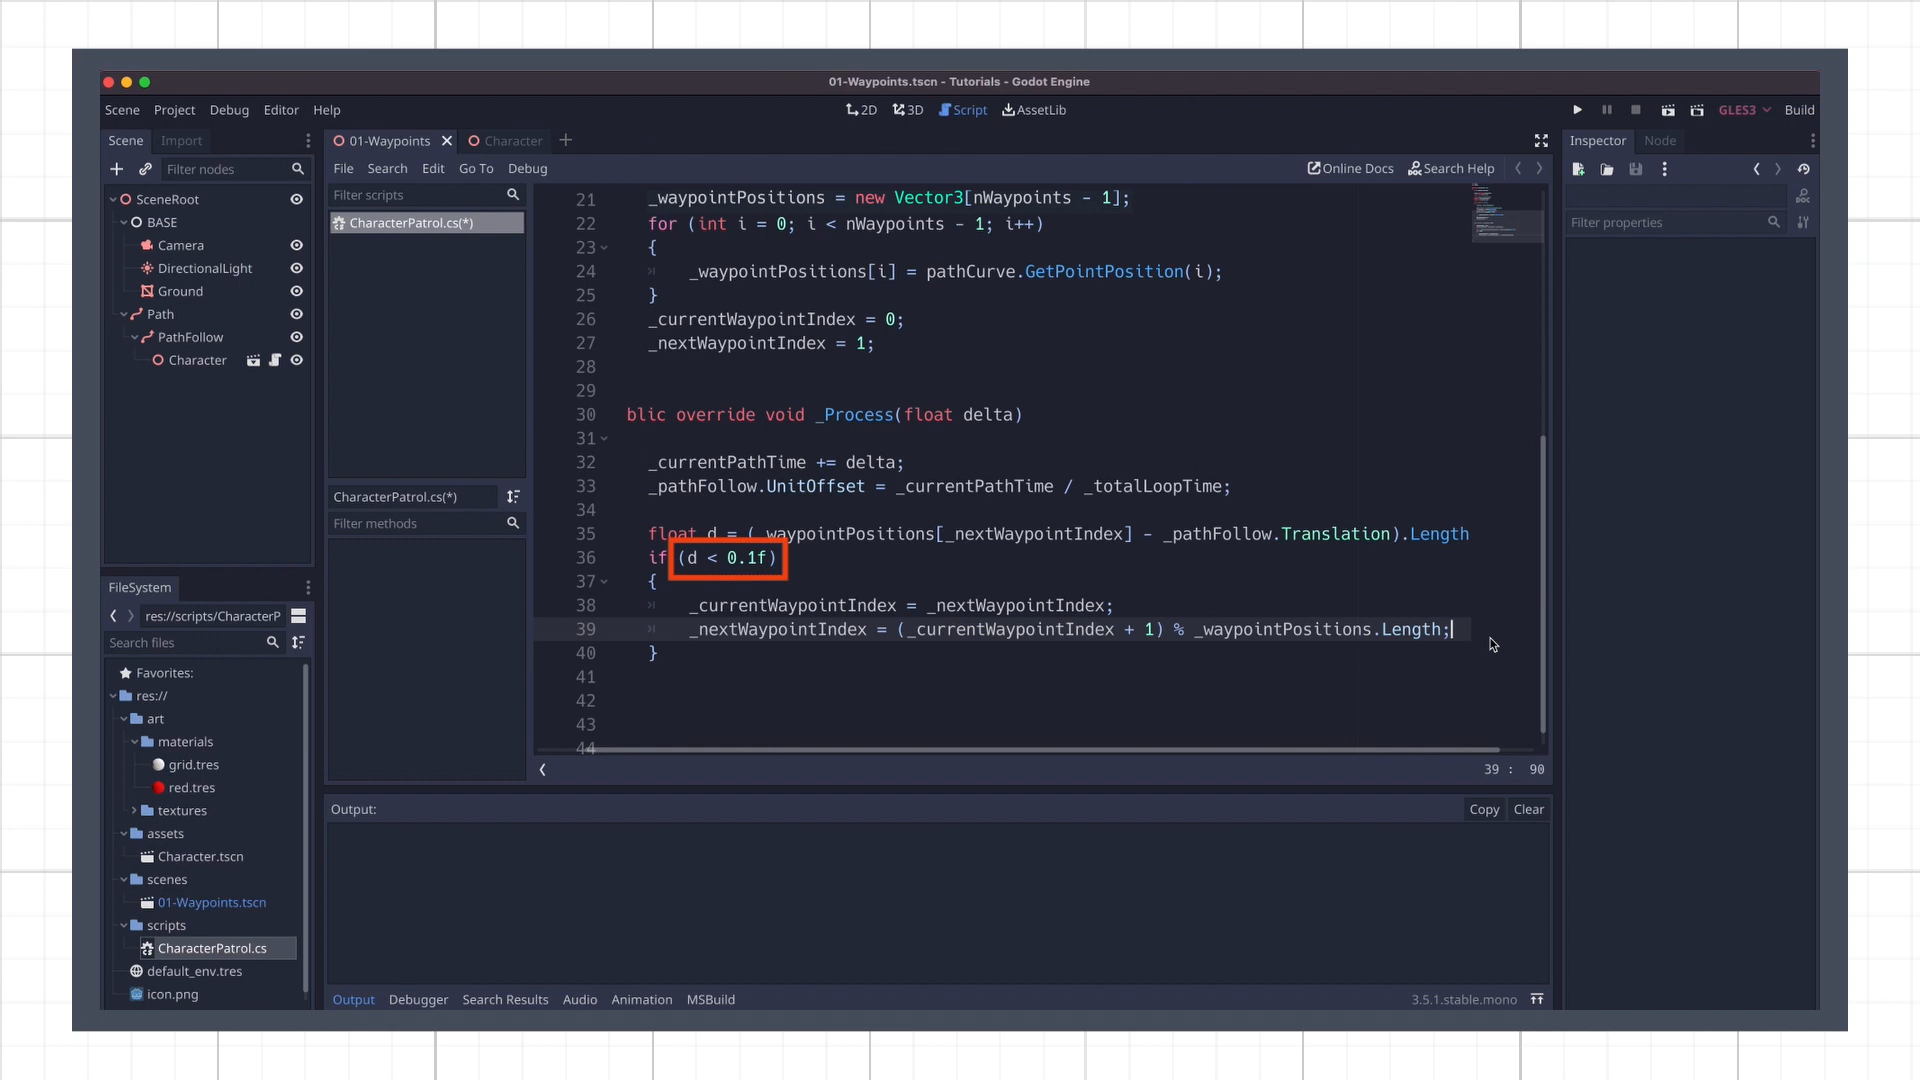 01-Waypoints.tscn - Tutorials - Godot Engine
Scene Project Debug Editor Help
2D 3D Script AssetLib
GLES3 Build
Scene Import
Filter nodes
SceneRoot
BASE
Camera
DirectionalLight
Ground
Path
PathFollow
Character
FileSystem
res://scripts/CharacterP
Search files
Favorites:
res://
art
materials
grid.tres
red.tres
textures
assets
Character.tscn
scenes
01-Waypoints.tscn
scripts
CharacterPatrol.cs
default_env.tres
icon.png
01-Waypoints Character
File Search Edit Go To Debug
Online Docs Search Help
Filter scripts
CharacterPatrol.cs(*)
CharacterPatrol.cs(*)
Filter methods
21 _waypointPositions = new Vector3[nWaypoints - 1];
22 for (int i = 0; i < nWaypoints - 1; i++)
23 {
24 _waypointPositions[i] = pathCurve.GetPointPosition(i);
25 }
26 _currentWaypointIndex = 0;
27 _nextWaypointIndex = 1;
28
29
30 blic override void _Process(float delta)
31
32 _currentPathTime += delta;
33 _pathFollow.UnitOffset = _currentPathTime / _totalLoopTime;
34
35 float d = (_waypointPositions[_nextWaypointIndex] - _pathFollow.Translation).Length
36 if (d < 0.1f)
37 {
38 _currentWaypointIndex = _nextWaypointIndex;
39 _nextWaypointIndex = (_currentWaypointIndex + 1) % _waypointPositions.Length;
40 }
41
42
43
44
39 : 90
Output:
Copy Clear
Output Debugger Search Results Audio Animation MSBuild
3.5.1.stable.mono
Inspector Node
Filter properties